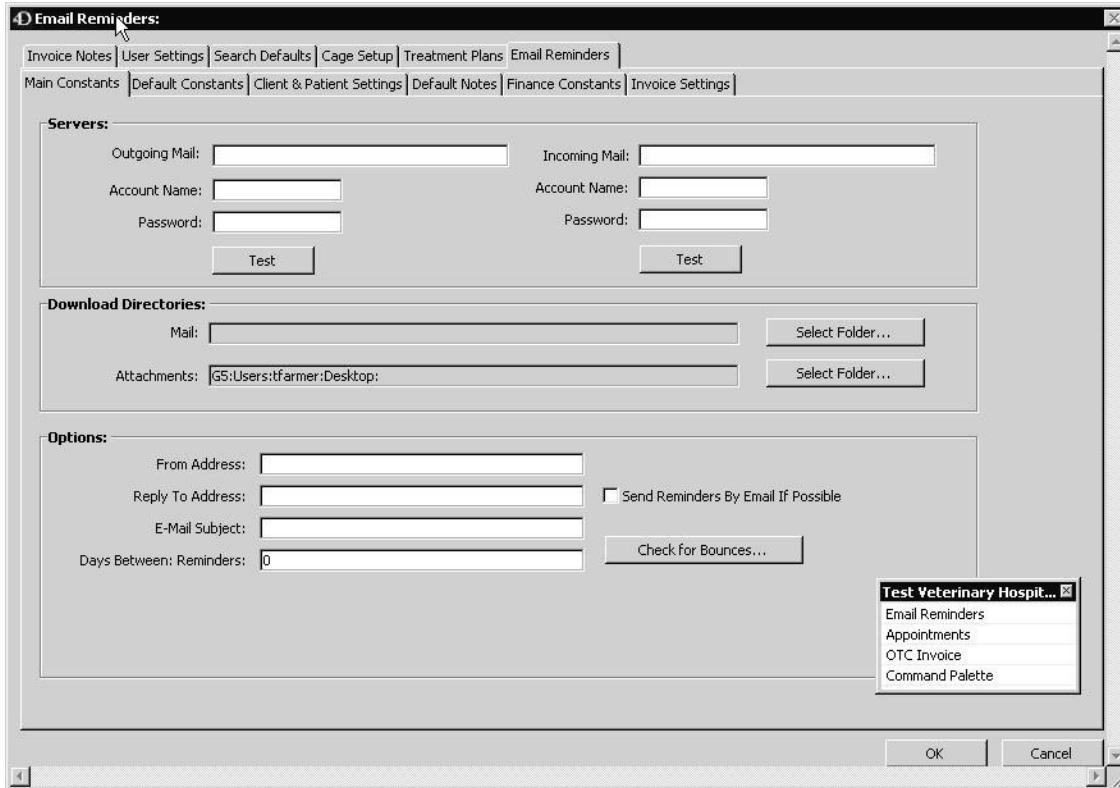 4D Email Reminders:
Invoice Notes User Settings Search Defaults Cage Setup Treatment Plans Email Reminders
Main Constants Default Constants Client & Patient Settings Default Notes Finance Constants Invoice Settings
Servers:
Outgoing Mail: Incoming Mail:
Account Name: Account Name:
Password: Password:
Test Test
Download Directories:
Mail: Select Folder...
Attachments: G5:Users:tfarmer:Desktop: Select Folder...
Options:
From Address:
Reply To Address: Send Reminders By Email If Possible
E-Mail Subject:
Days Between: Reminders: 0 Check for Bounces...
Test Veterinary Hospit...
Email Reminders
Appointments
OTC Invoice
Command Palette
OK Cancel